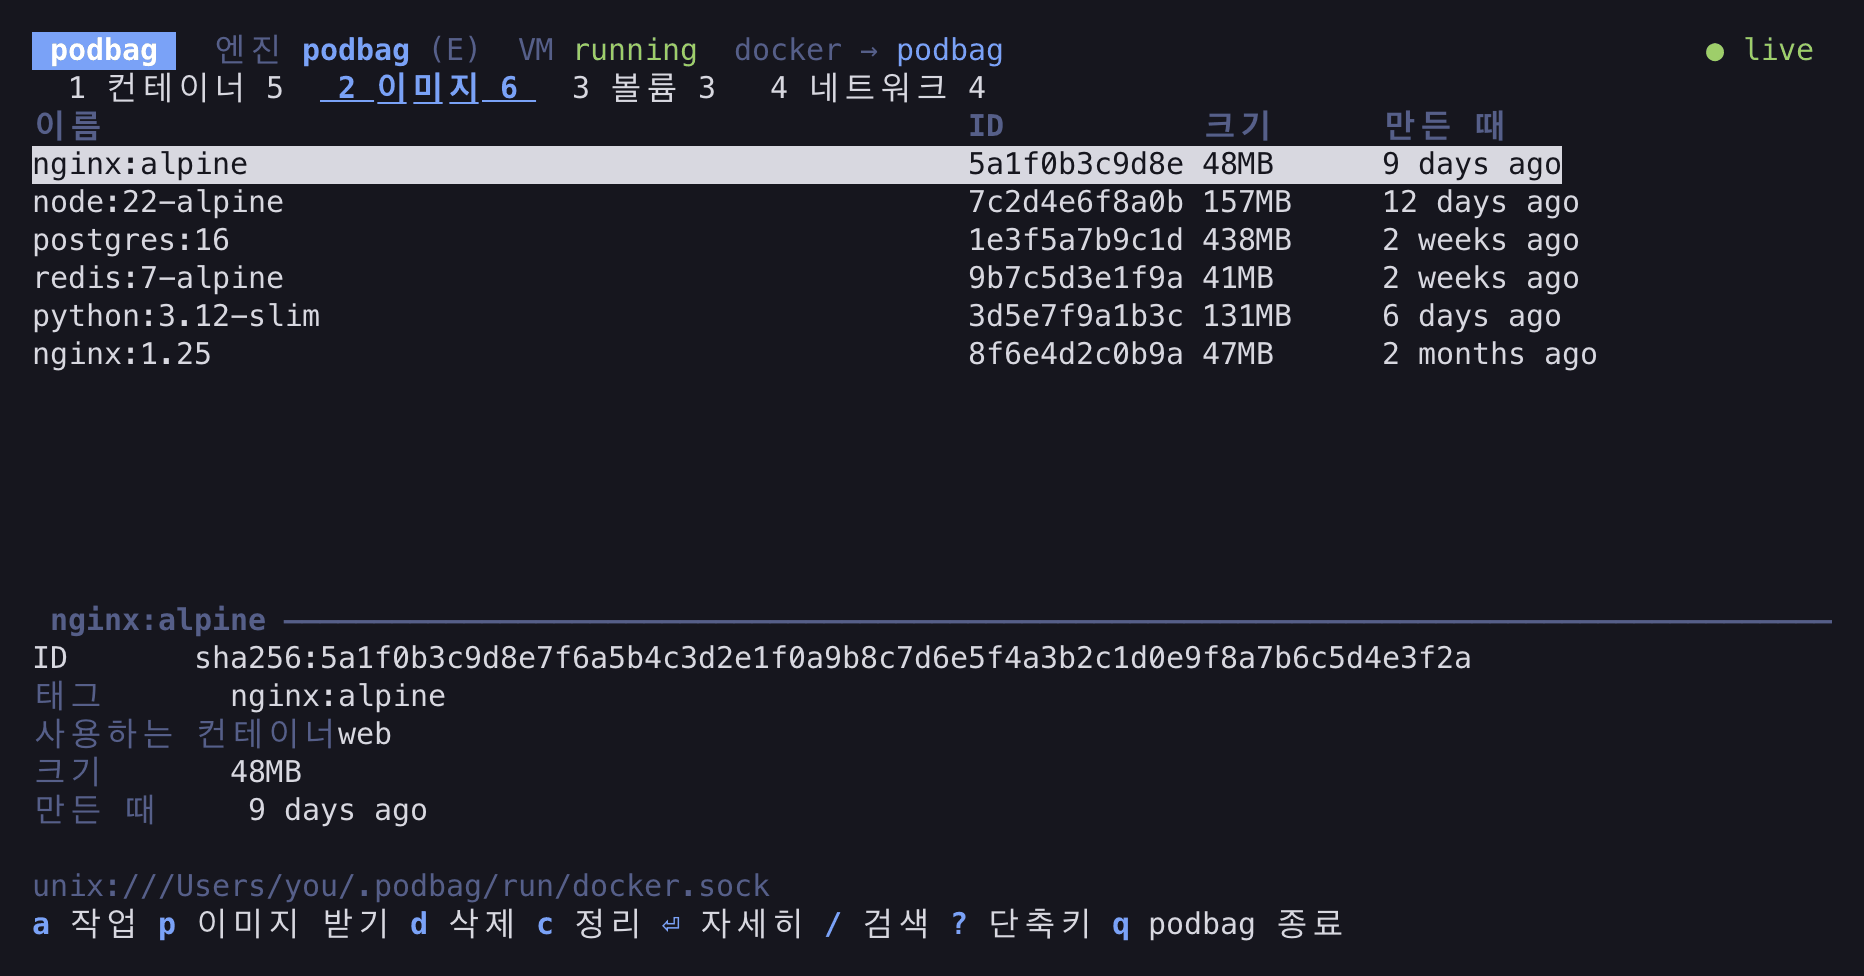 podbag 엔진 podbag (E) VM running docker → podbag ● live
1 컨테이너 5 2 이미지 6 3 볼륨 3 4 네트워크 4
이름 ID 크기 만든 때
nginx:alpine 5a1f0b3c9d8e 48MB 9 days ago
node:22-alpine 7c2d4e6f8a0b 157MB 12 days ago
postgres:16 1e3f5a7b9c1d 438MB 2 weeks ago
redis:7-alpine 9b7c5d3e1f9a 41MB 2 weeks ago
python:3.12-slim 3d5e7f9a1b3c 131MB 6 days ago
nginx:1.25 8f6e4d2c0b9a 47MB 2 months ago
nginx:alpine
ID sha256:5a1f0b3c9d8e7f6a5b4c3d2e1f0a9b8c7d6e5f4a3b2c1d0e9f8a7b6c5d4e3f2a
태그 nginx:alpine
사용하는 컨테이너web
크기 48MB
만든 때 9 days ago
unix:///Users/you/.podbag/run/docker.sock
a 작업 p 이미지 받기 d 삭제 c 정리 ⏎ 자세히 / 검색 ? 단축키 q podbag 종료